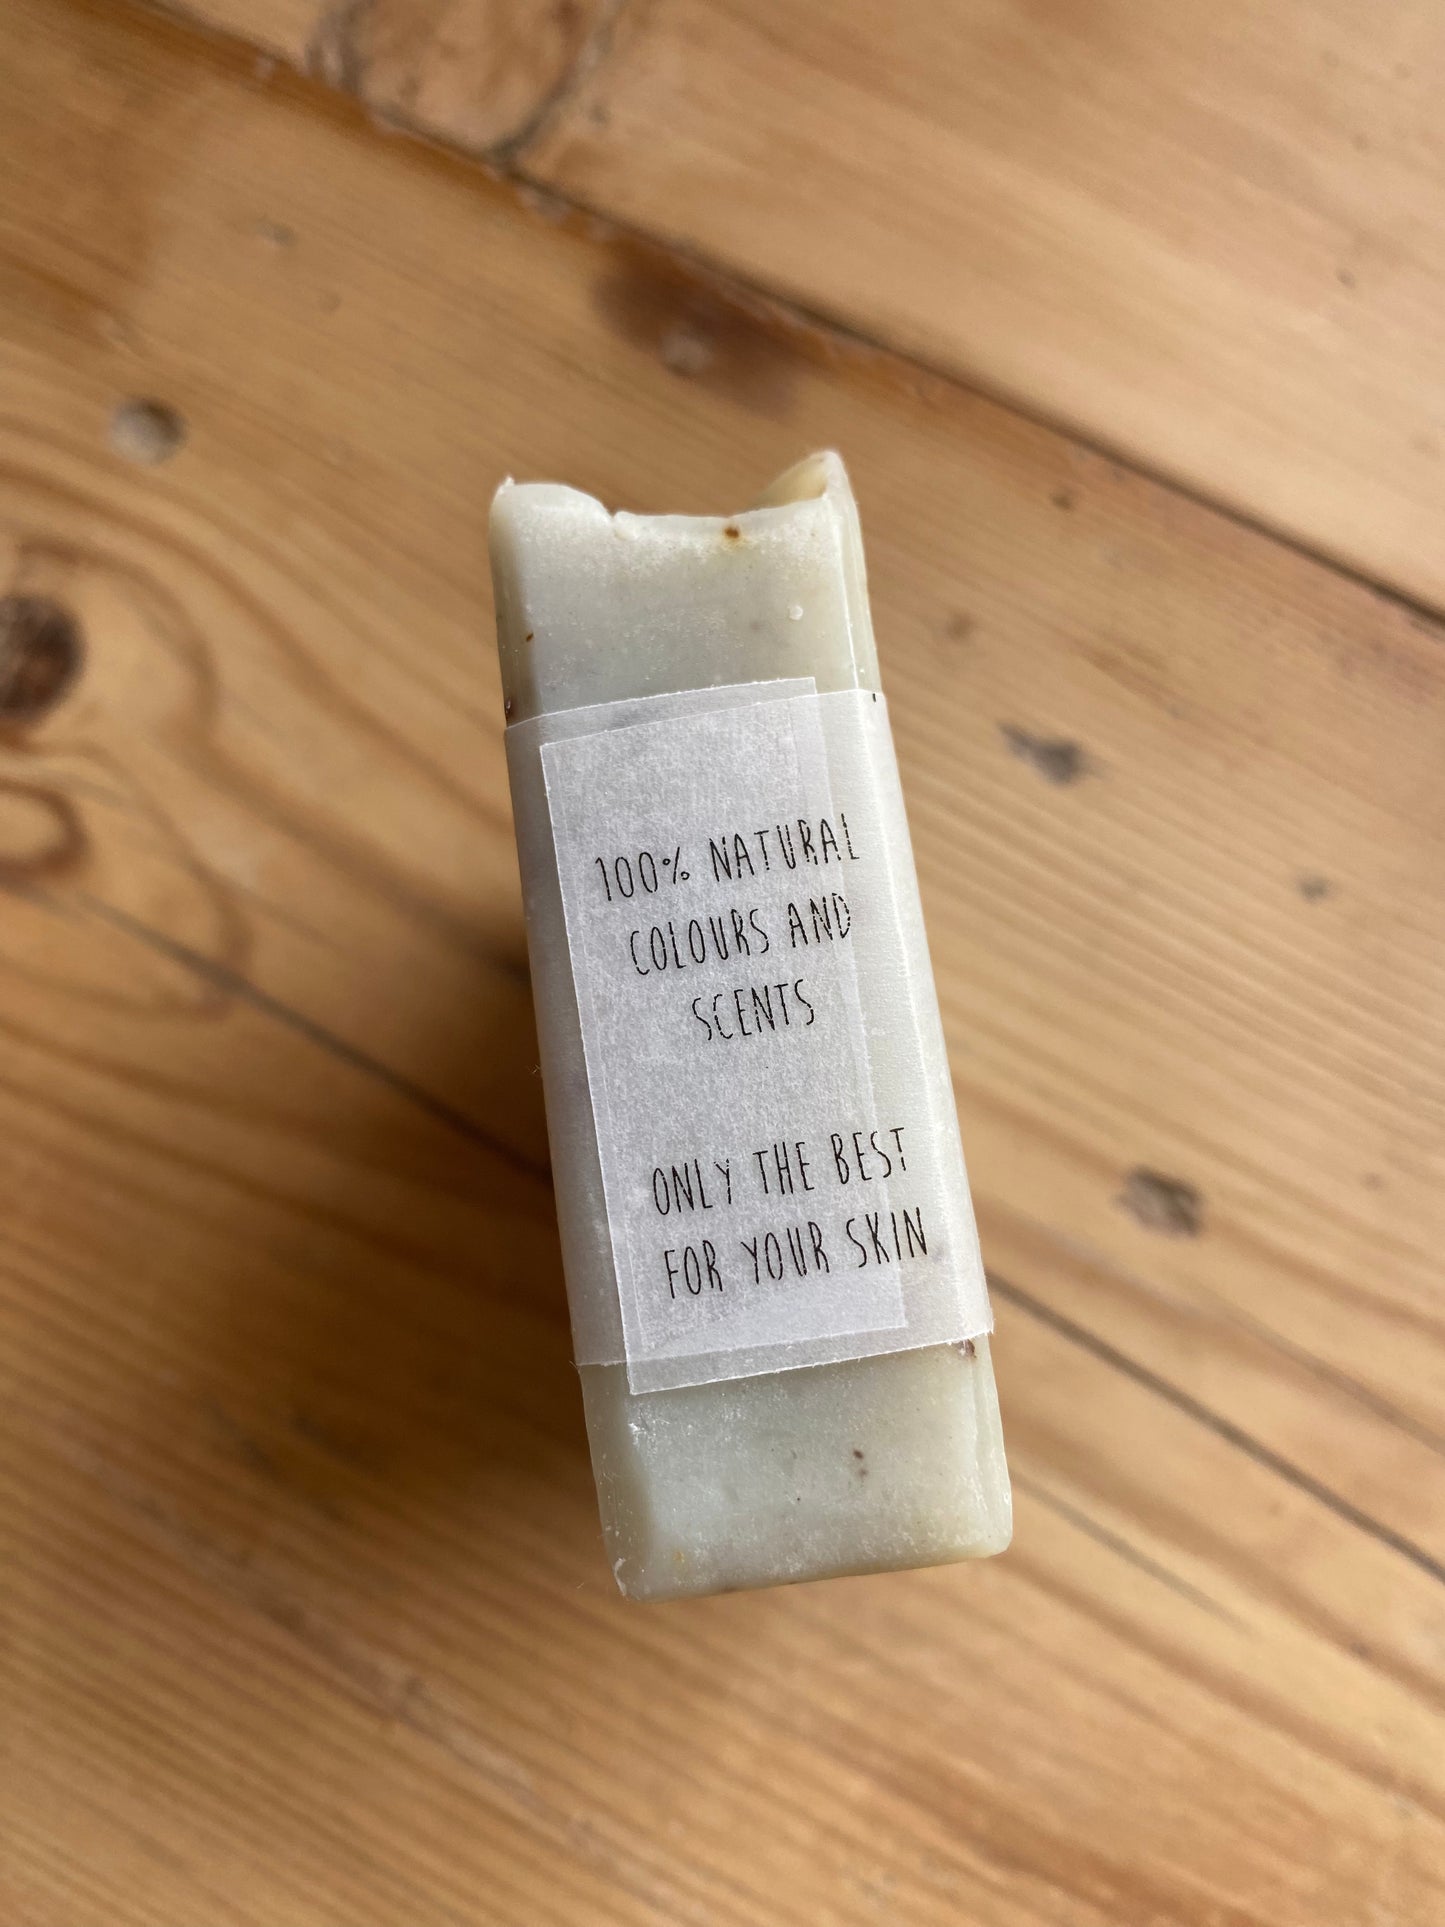 100% NATURAL
COLOURS AND
SCENTS
ONLY THE BEST
FOR YOUR SKIN